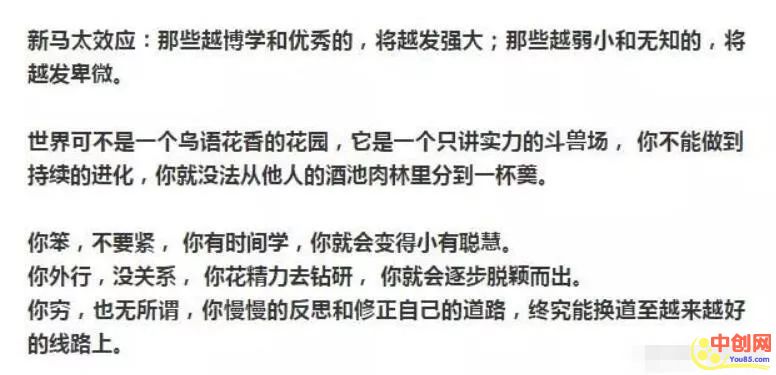 新马太效应：那些越博学和优秀的，将越发强大；那些越弱小和无知的，将
越发卑微。
世界可不是一个鸟语花香的花园，它是一个只讲实力的斗兽场， 你不能做到
持续的进化，你就没法从他人的酒池肉林里分到一杯羹。
你笨，不要紧， 你有时间学，你就会变得小有聪慧。
你外行，没关系， 你花精力去钻研， 你就会逐步脱颖而出。
你穷，也无所谓，你慢慢的反思和修正自己的道路，终究能换道至越来越好
的线路上。
中创网
You85.com